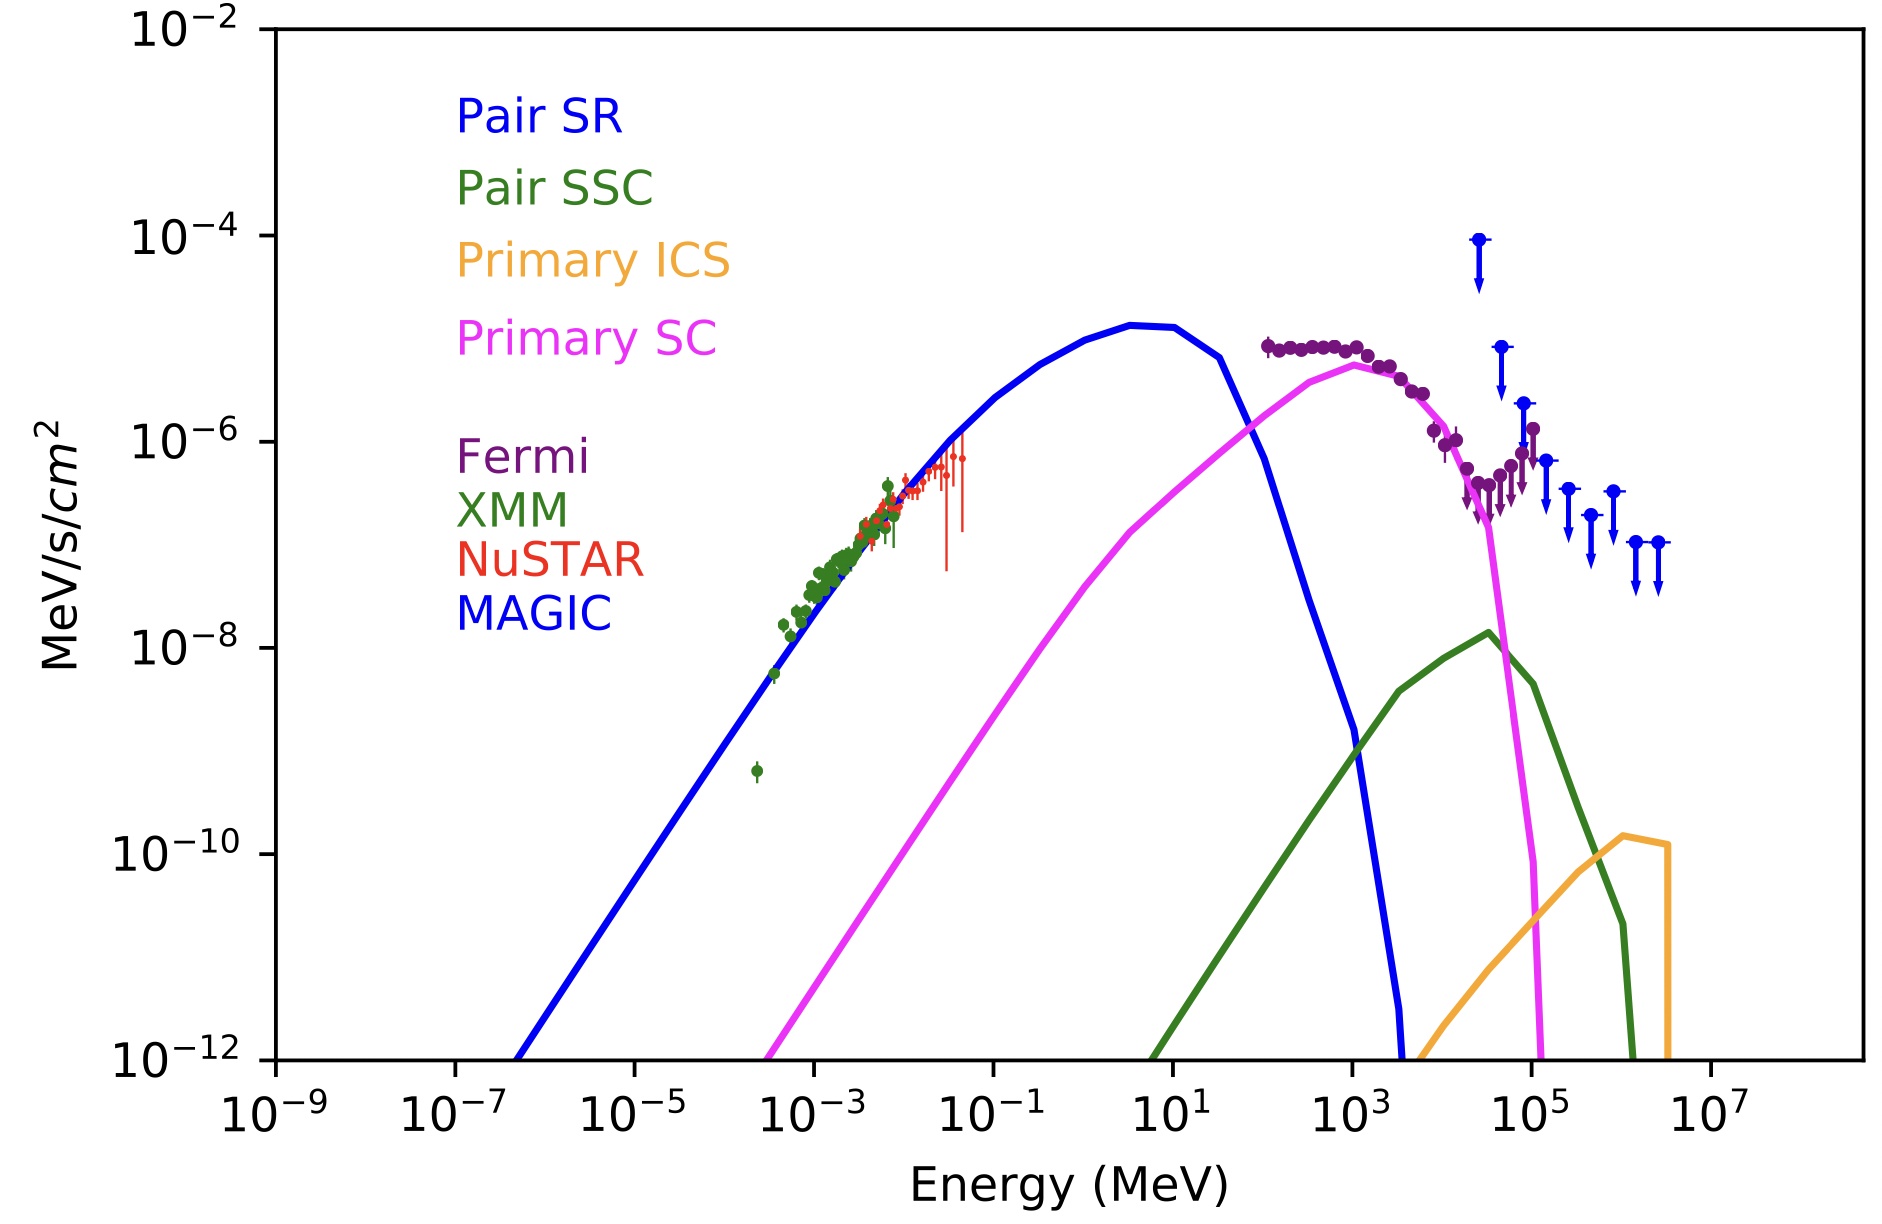 10⁻²
10⁻⁴
10⁻⁶
10⁻⁸
10⁻¹⁰
10⁻¹²
MeV/s/cm²
Pair SR
Pair SSC
Primary ICS
Primary SC
Fermi
XMM
NuSTAR
MAGIC
10⁻⁹ 10⁻⁷ 10⁻⁵ 10⁻³ 10⁻¹ 10¹ 10³ 10⁵ 10⁷
Energy (MeV)